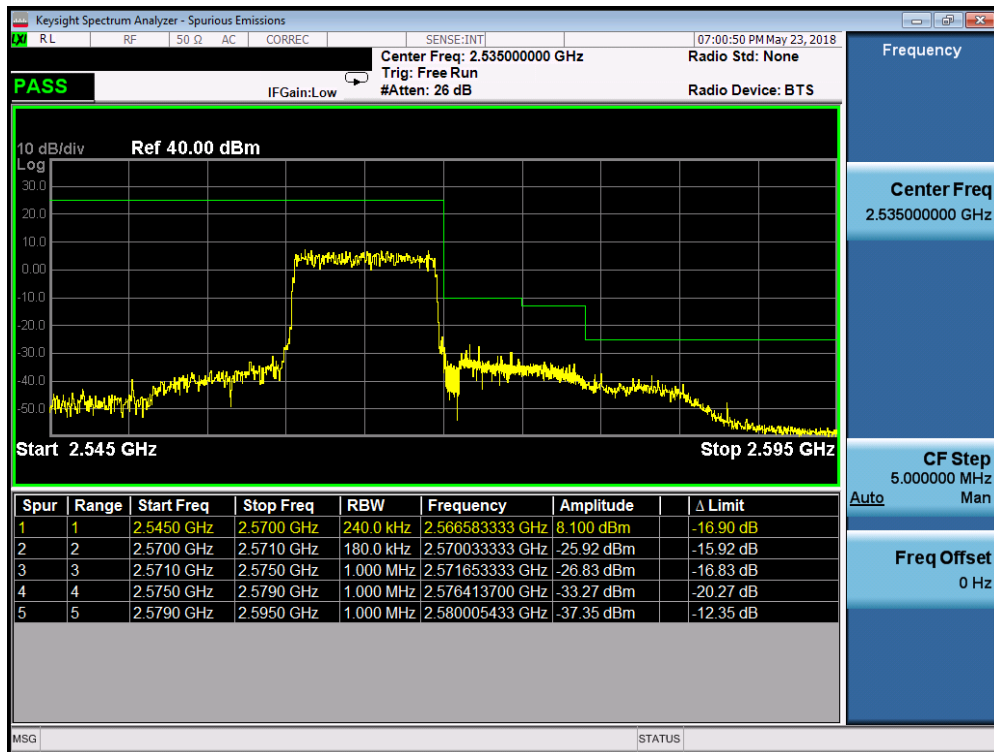 Keysight Spectrum Analyzer - Spurious Emissions
LXI RL RF 50 Ω AC CORREC SENSE:INT 07:00:50 PM May 23, 2018
Center Freq: 2.535000000 GHz Radio Std: None
Trig: Free Run
PASS IFGain:Low #Atten: 26 dB Radio Device: BTS
10 dB/div Ref 40.00 dBm
Log
30.0
20.0
10.0
0.00
-10.0
-20.0
-30.0
-40.0
-50.0
Start 2.545 GHz Stop 2.595 GHz
Spur Range Start Freq Stop Freq RBW Frequency Amplitude Δ Limit
1 1 2.5450 GHz 2.5700 GHz 240.0 kHz 2.566583333 GHz 8.100 dBm -16.90 dB
2 2 2.5700 GHz 2.5710 GHz 180.0 kHz 2.570033333 GHz -25.92 dBm -15.92 dB
3 3 2.5710 GHz 2.5750 GHz 1.000 MHz 2.571653333 GHz -26.83 dBm -16.83 dB
4 4 2.5750 GHz 2.5790 GHz 1.000 MHz 2.576413700 GHz -33.27 dBm -20.27 dB
5 5 2.5790 GHz 2.5950 GHz 1.000 MHz 2.580005433 GHz -37.35 dBm -12.35 dB
MSG STATUS
Frequency
Center Freq
2.535000000 GHz
CF Step
5.000000 MHz
Auto Man
Freq Offset
0 Hz